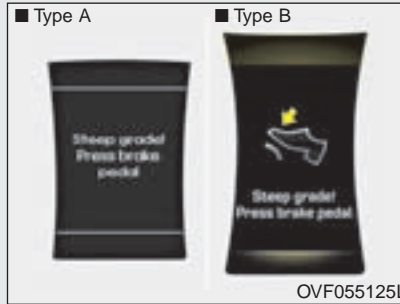 ■ Type A
■ Type B
Steep grade!
Press brake
pedal
Steep grade!
Press brake pedal
OVF055125L